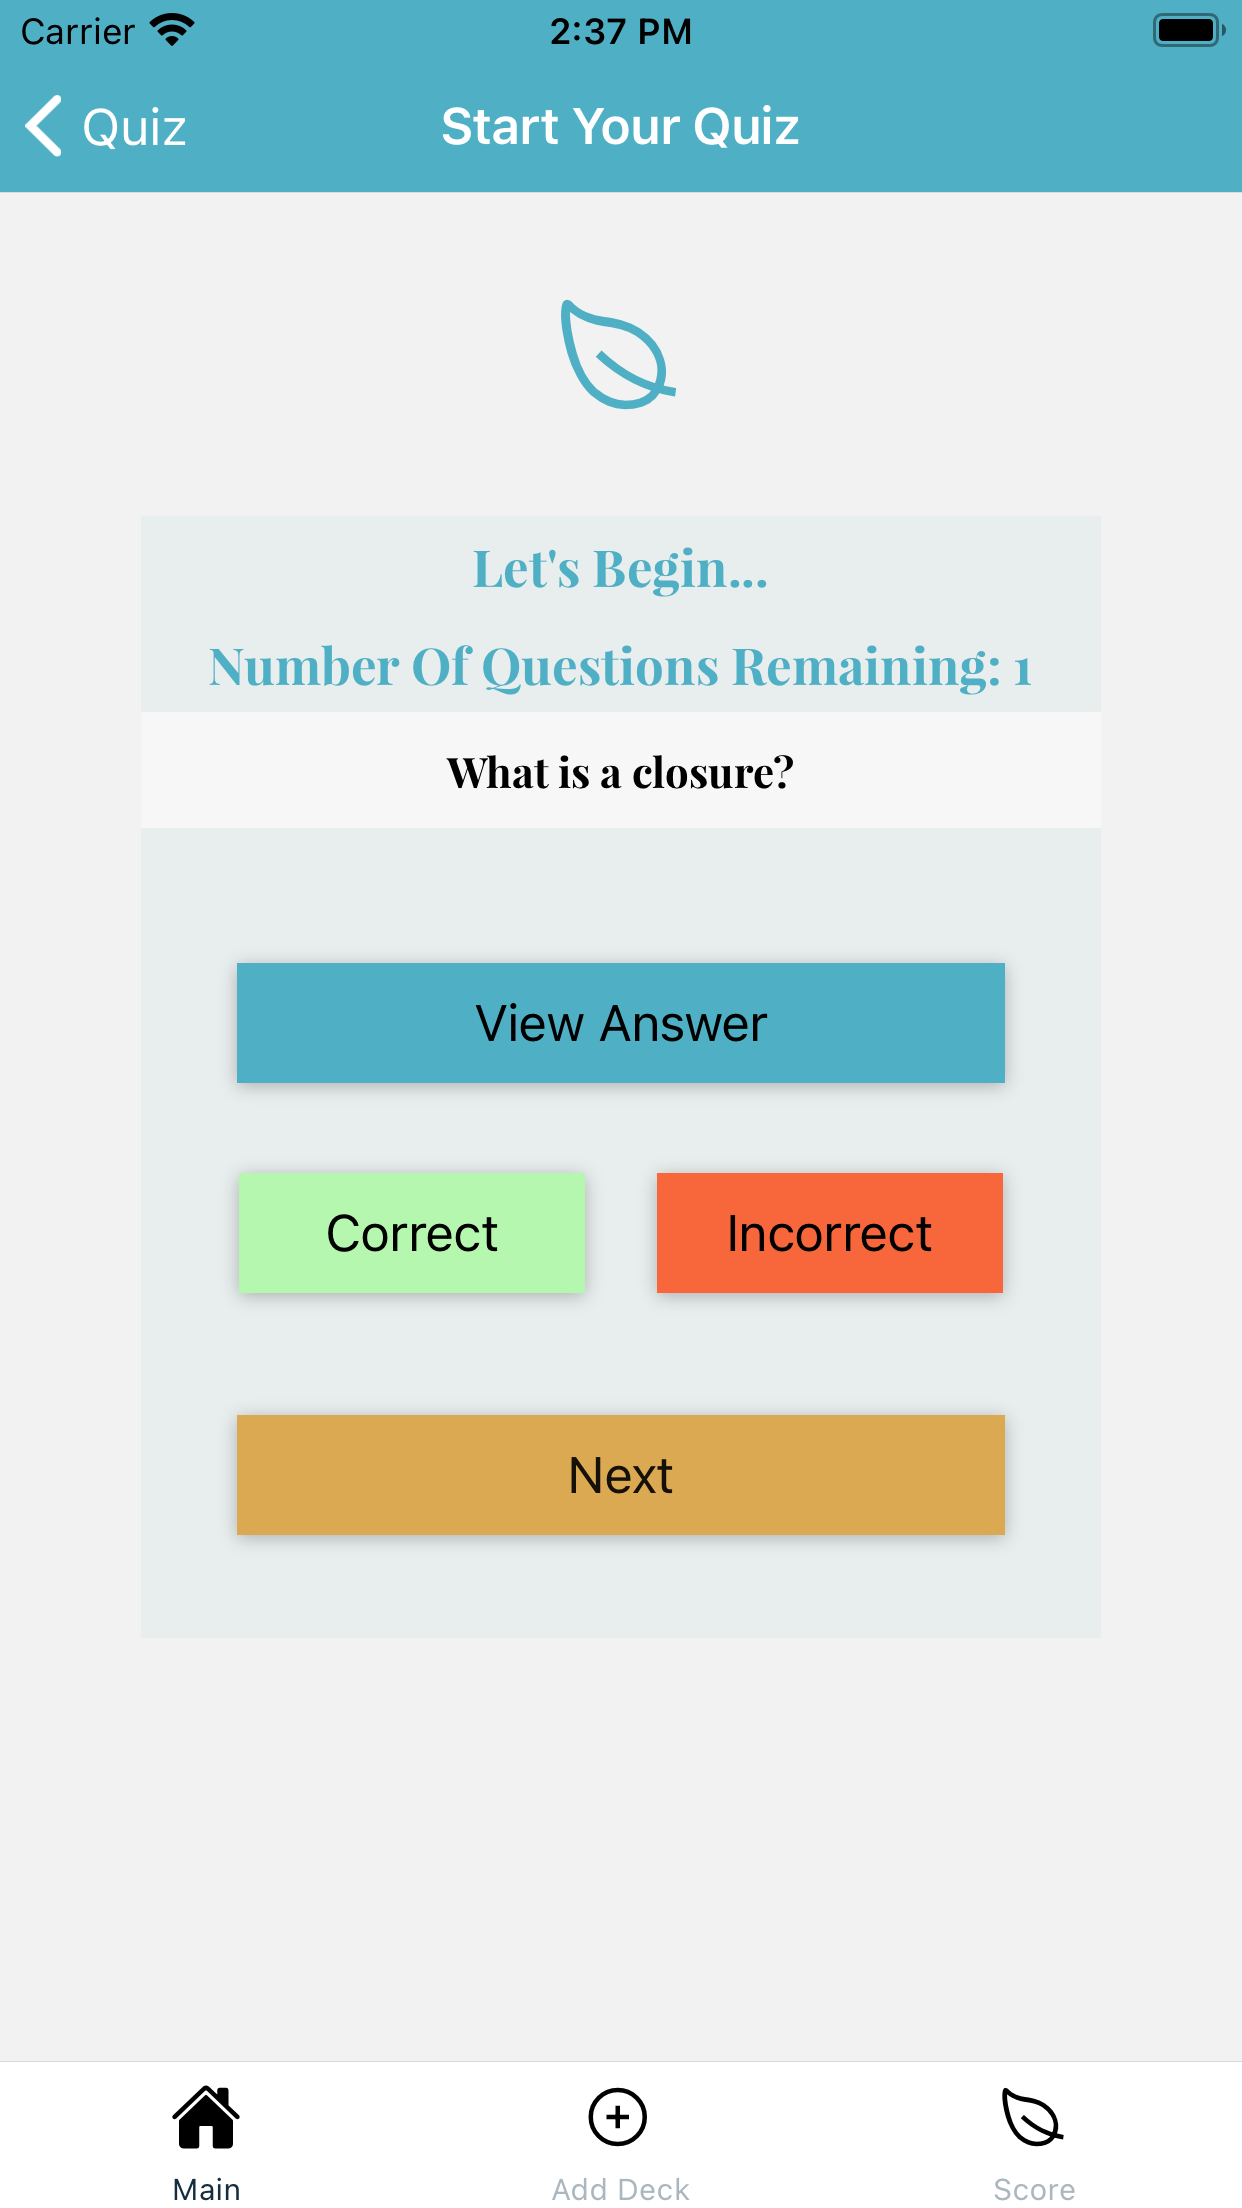 Carrier 2:37 PM
Quiz Start Your Quiz
Let's Begin...
Number Of Questions Remaining: 1
What is a closure?
View Answer
Correct Incorrect
Next
Main Add Deck Score